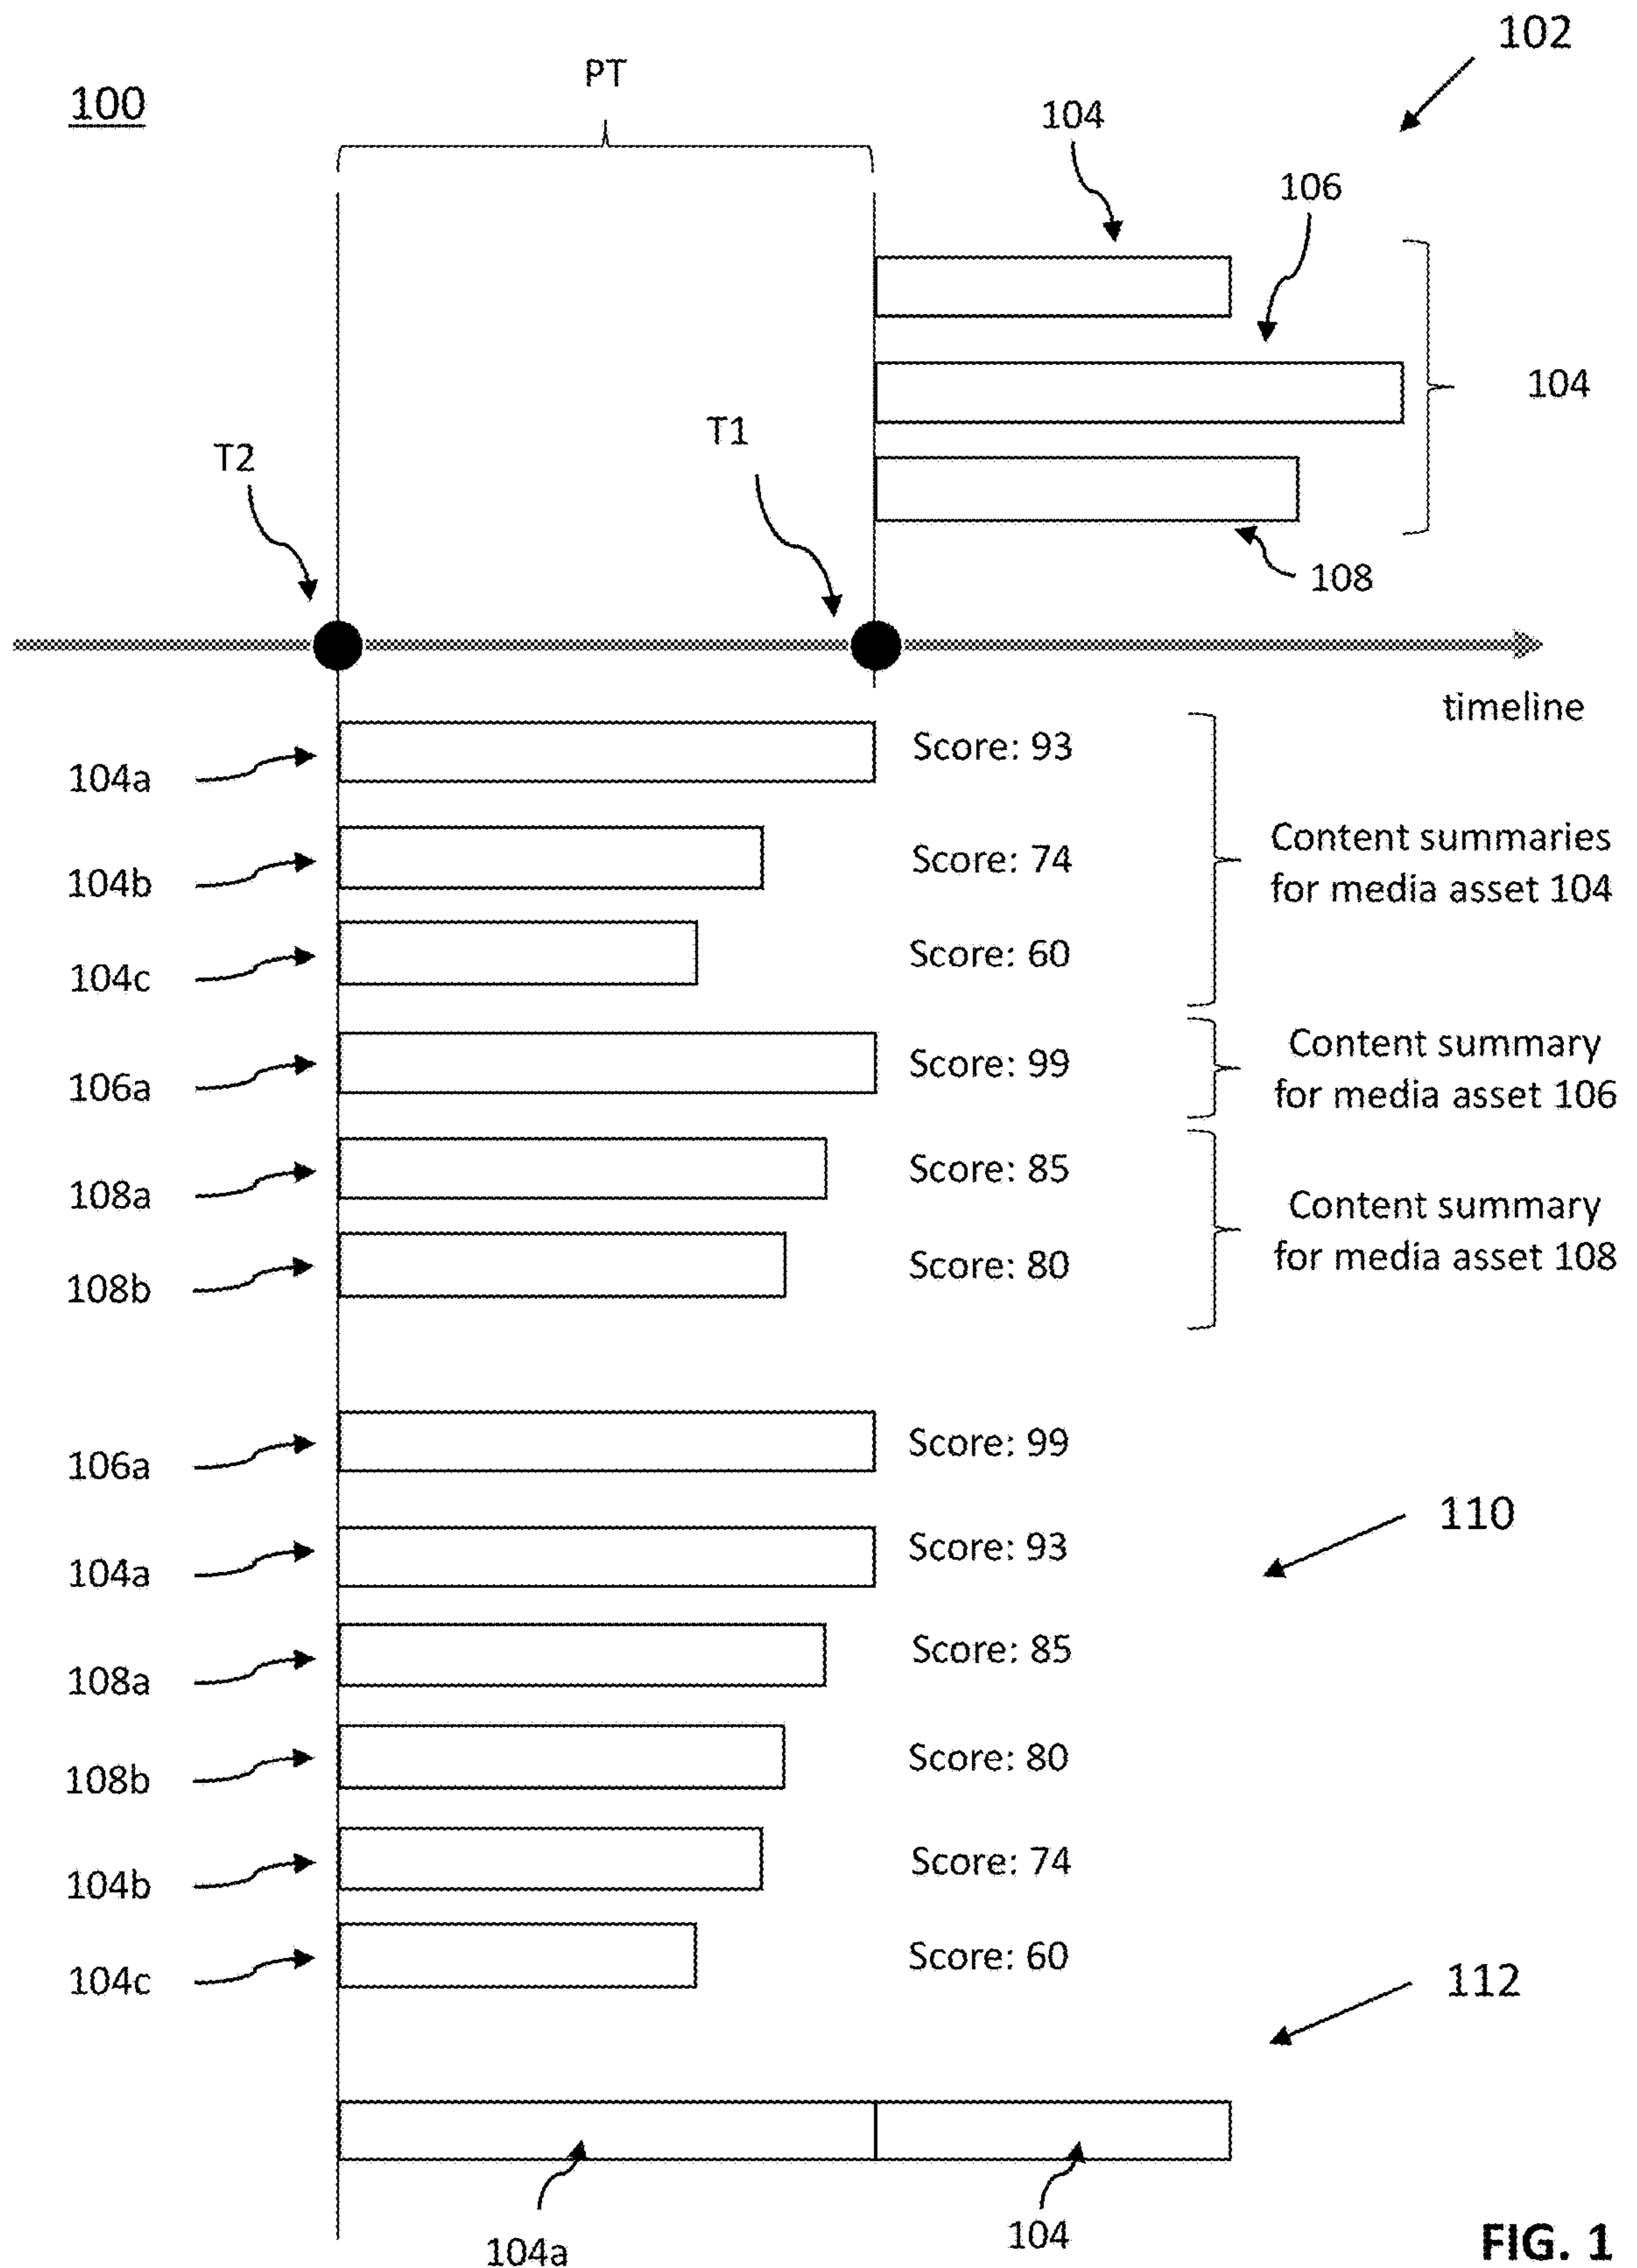 102
PT
100
104
106
104
T1
T2
108
timeline
104a
Score: 93
104b
Score: 74
Content summaries
for media asset 104
104c
Score: 60
106a
Score: 99
Content summary
for media asset 106
108a
Score: 85
108b
Score: 80
Content summary
for media asset 108
106a
Score: 99
110
104a
Score: 93
108a
Score: 85
108b
Score: 80
104b
Score: 74
104c
Score: 60
112
104a
104
FIG. 1